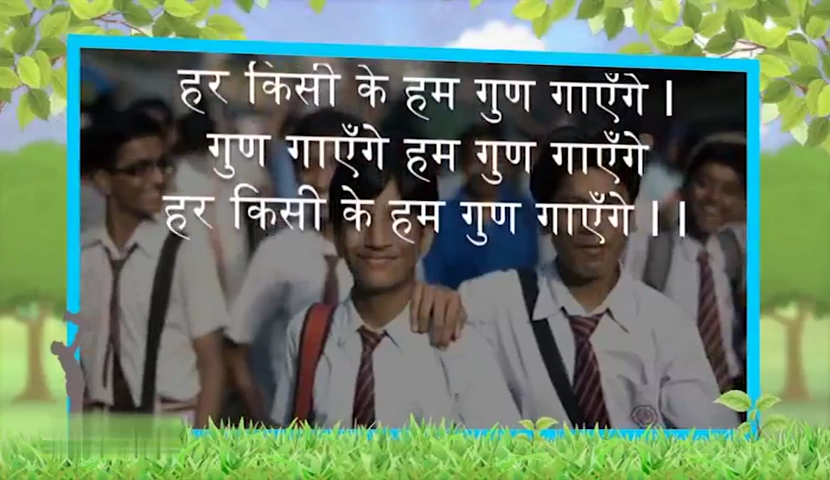 हर किसी के हम गुण गाएँगे ।
गुण गाएँगे हम गुण गाएँगे
हर किसी के हम गुण गाएँगे । ।